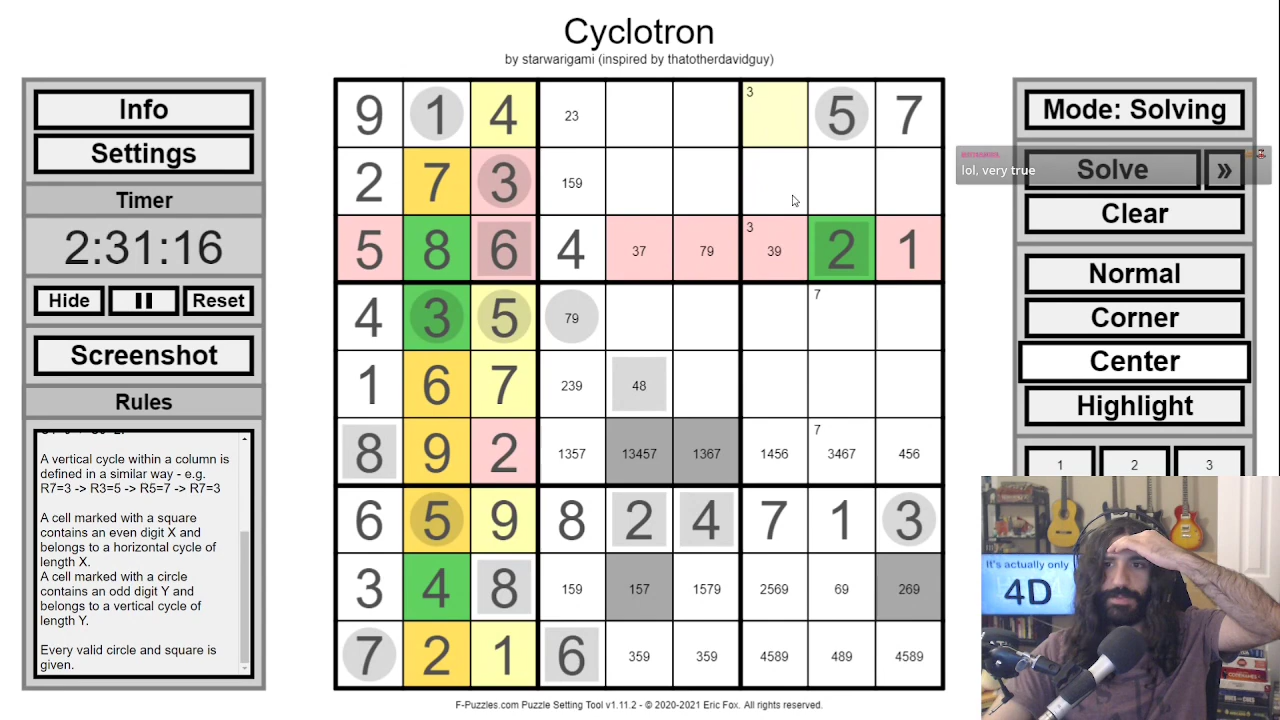 Cyclotron
by starwarigami (inspired by thatotherdavidguy)
Info
Settings
Timer
2:31:16
Hide
Reset
Screenshot
Rules
A vertical cycle within a column is
defined in a similar way - e.g.
R7=3 -> R3=5 -> R5=7 -> R7=3
A cell marked with a square
contains an even digit X and
belongs to a horizontal cycle of
length X.
A cell marked with a circle
contains an odd digit Y and
belongs to a vertical cycle of
length Y.
Every valid circle and square is
given.
9 1 4 23 3 5 7
2 7 3 159
5 8 6 4 37 79 3 39 2 1
4 3 5 79 7
1 6 7 239 48
8 9 2 1357 13457 1367 1456 7 3467 456
6 5 9 8 2 4 7 1 3
3 4 8 159 157 1579 2569 69 269
7 2 1 6 359 359 4589 489 4589
F-Puzzles.com Puzzle Setting Tool v1.11.2 - © 2020-2021 Eric Fox. All rights reserved.
Mode: Solving
lol, very true
Solve »
Clear
Normal
Corner
Center
Highlight
1 2 3
It's actually only
4D